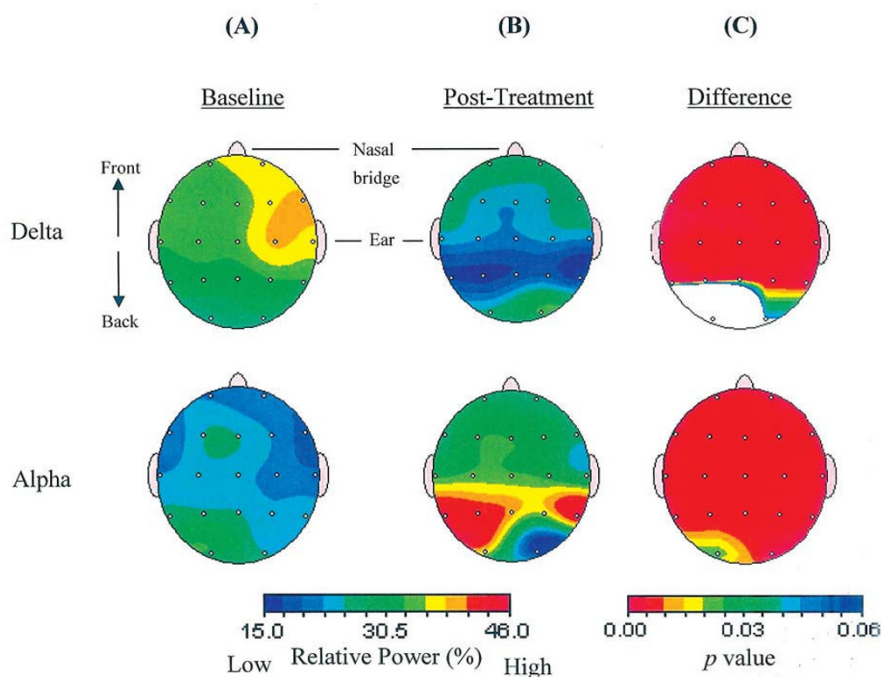 (A) (B) (C)
Baseline Post-Treatment Difference
Nasal
bridge
Front
Delta
Ear
Back
Alpha
15.0 30.5 46.0
Low Relative Power (%) High
0.00 0.03 0.06
p value